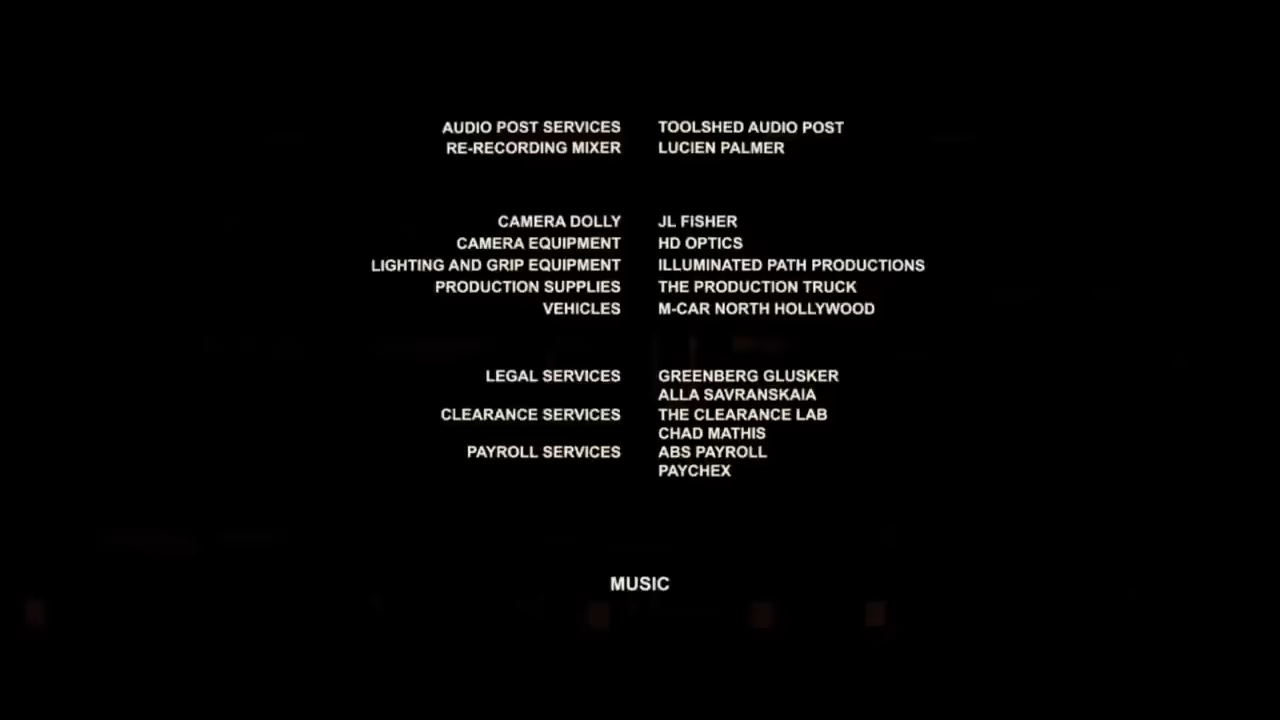 AUDIO POST SERVICES TOOLSHED AUDIO POST
RE-RECORDING MIXER LUCIEN PALMER
CAMERA DOLLY JL FISHER
CAMERA EQUIPMENT HD OPTICS
LIGHTING AND GRIP EQUIPMENT ILLUMINATED PATH PRODUCTIONS
PRODUCTION SUPPLIES THE PRODUCTION TRUCK
VEHICLES M-CAR NORTH HOLLYWOOD
LEGAL SERVICES GREENBERG GLUSKER
ALLA SAVRANSKAIA
CLEARANCE SERVICES THE CLEARANCE LAB
CHAD MATHIS
PAYROLL SERVICES ABS PAYROLL
PAYCHEX
MUSIC